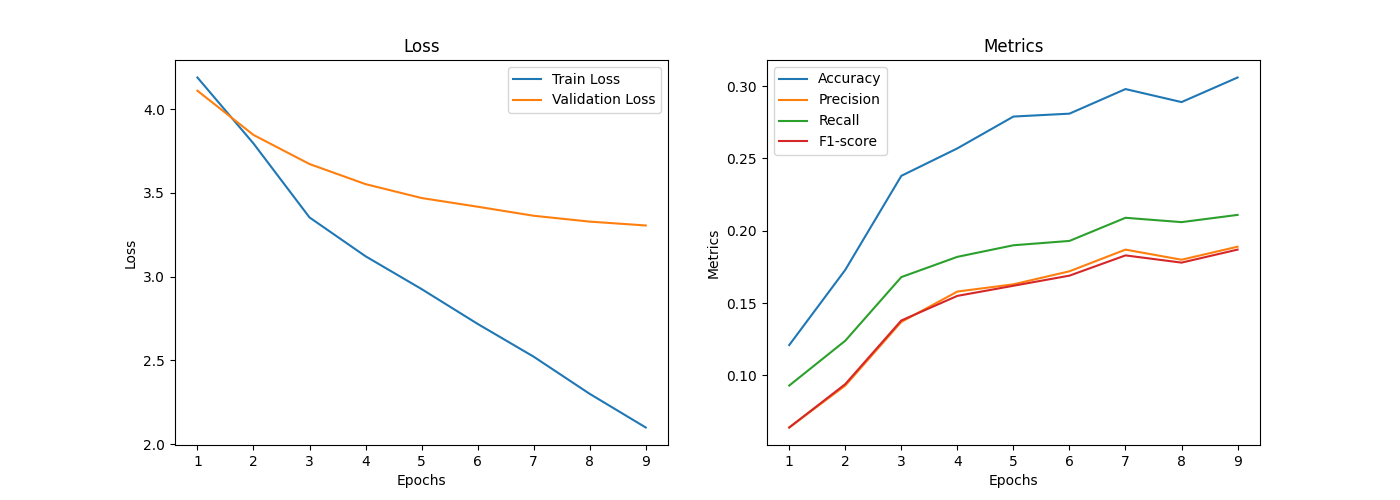 Loss
Train Loss
Validation Loss
4.0
3.5
3.0
2.5
2.0
Loss
1 2 3 4 5 6 7 8 9
Epochs
Metrics
Accuracy
Precision
Recall
F1-score
0.30
0.25
0.20
0.15
0.10
Metrics
1 2 3 4 5 6 7 8 9
Epochs